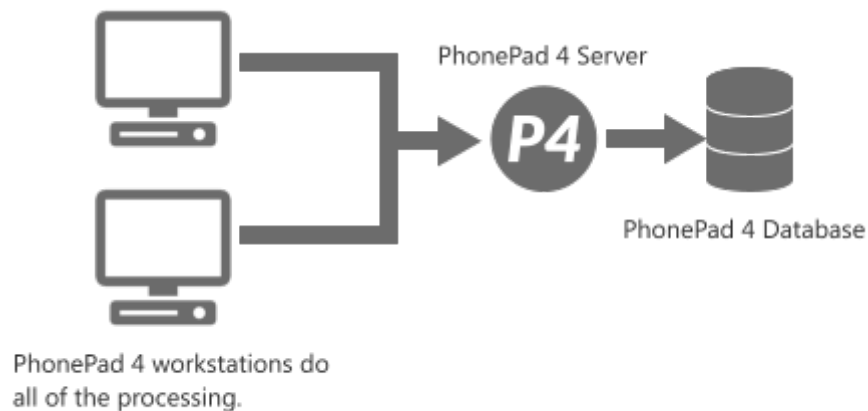 PhonePad 4 Server
P4
PhonePad 4 Database
PhonePad 4 workstations do
all of the processing.